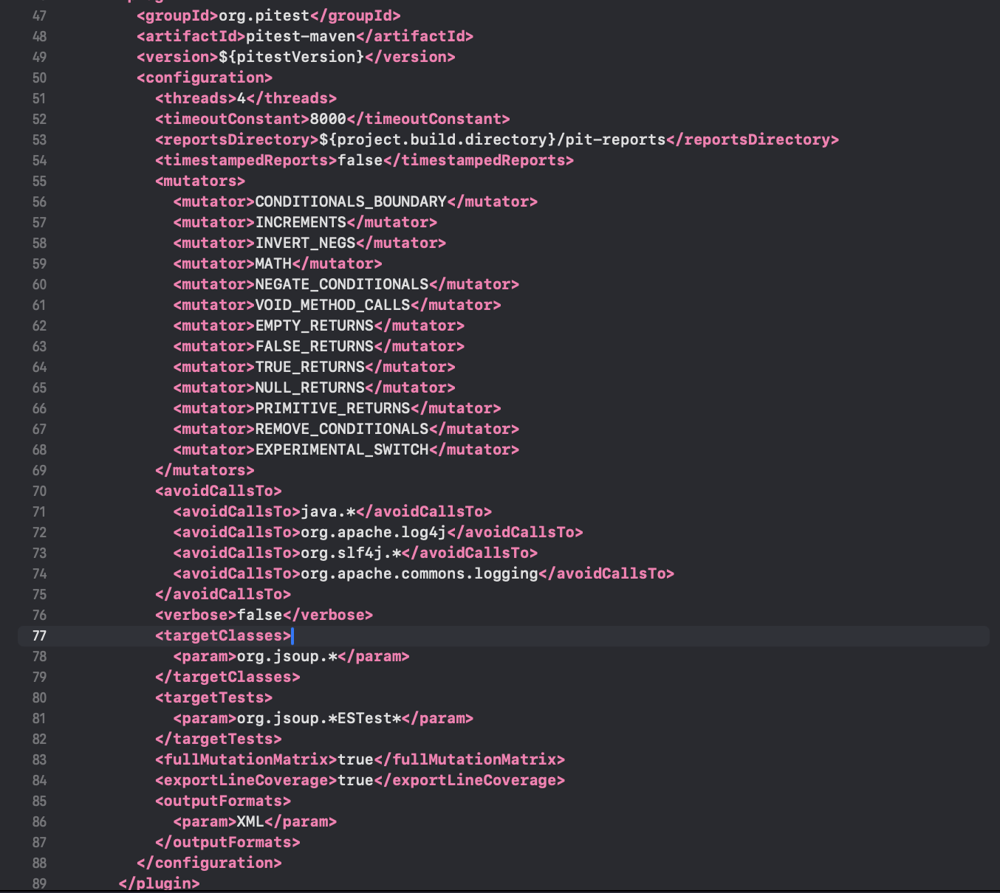 47 <groupId>org.pitest</groupId>
48 <artifactId>pitest-maven</artifactId>
49 <version>${pitestVersion}</version>
50 <configuration>
51 <threads>4</threads>
52 <timeoutConstant>8000</timeoutConstant>
53 <reportsDirectory>${project.build.directory}/pit-reports</reportsDirectory>
54 <timestampedReports>false</timestampedReports>
55 <mutators>
56 <mutator>CONDITIONALS_BOUNDARY</mutator>
57 <mutator>INCREMENTS</mutator>
58 <mutator>INVERT_NEGS</mutator>
59 <mutator>MATH</mutator>
60 <mutator>NEGATE_CONDITIONALS</mutator>
61 <mutator>VOID_METHOD_CALLS</mutator>
62 <mutator>EMPTY_RETURNS</mutator>
63 <mutator>FALSE_RETURNS</mutator>
64 <mutator>TRUE_RETURNS</mutator>
65 <mutator>NULL_RETURNS</mutator>
66 <mutator>PRIMITIVE_RETURNS</mutator>
67 <mutator>REMOVE_CONDITIONALS</mutator>
68 <mutator>EXPERIMENTAL_SWITCH</mutator>
69 </mutators>
70 <avoidCallsTo>
71 <avoidCallsTo>java.*</avoidCallsTo>
72 <avoidCallsTo>org.apache.log4j</avoidCallsTo>
73 <avoidCallsTo>org.slf4j.*</avoidCallsTo>
74 <avoidCallsTo>org.apache.commons.logging</avoidCallsTo>
75 </avoidCallsTo>
76 <verbose>false</verbose>
77 <targetClasses>
78 <param>org.jsoup.*</param>
79 </targetClasses>
80 <targetTests>
81 <param>org.jsoup.*ESTest*</param>
82 </targetTests>
83 <fullMutationMatrix>true</fullMutationMatrix>
84 <exportLineCoverage>true</exportLineCoverage>
85 <outputFormats>
86 <param>XML</param>
87 </outputFormats>
88 </configuration>
89 </plugin>